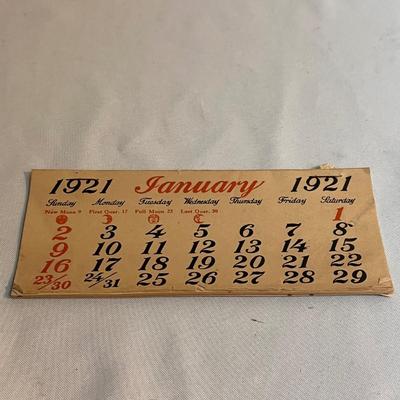 1921 January 1921
Sunday Monday Tuesday Wednesday Thursday Friday Saturday
New Moon 9 First Quar. 17 Full Moon 23 Last Quar. 30
1
2 3 4 5 6 7 8
9 10 11 12 13 14 15
16 17 18 19 20 21 22
23/30 24/31 25 26 27 28 29